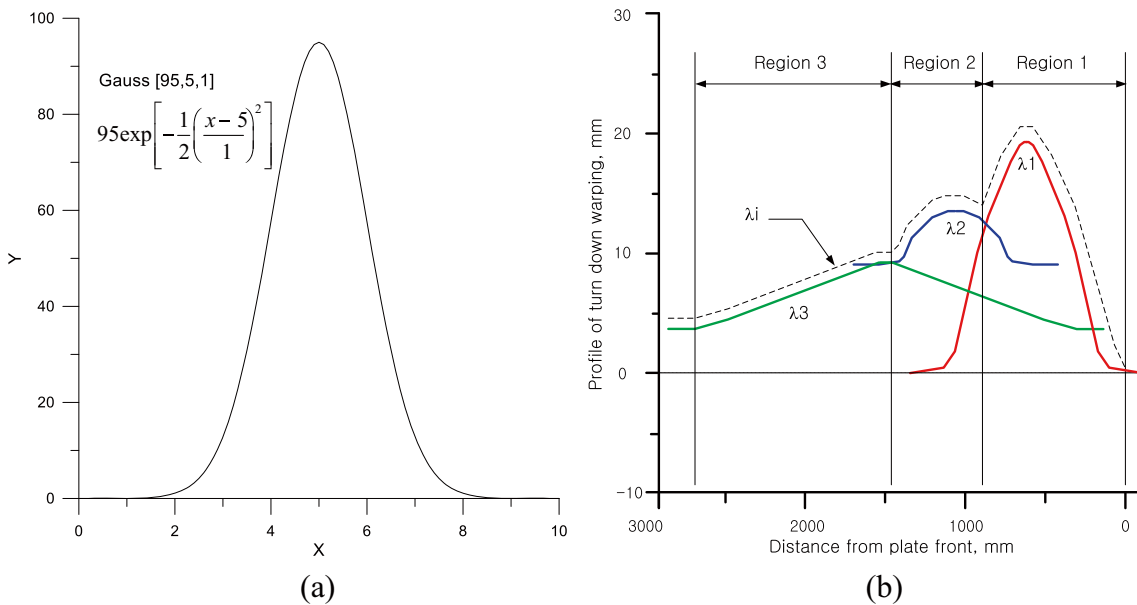 100
80
60
40
20
0
Y
Gauss [95,5,1]
95exp[-1/2((x-5)/1)^2]
0
2
4
6
8
10
X
(a)
30
20
10
0
-10
Profile of turn down warping, mm
Region 3
Region 2
Region 1
λ1
λi
λ2
λ3
3000
2000
1000
0
Distance from plate front, mm
(b)